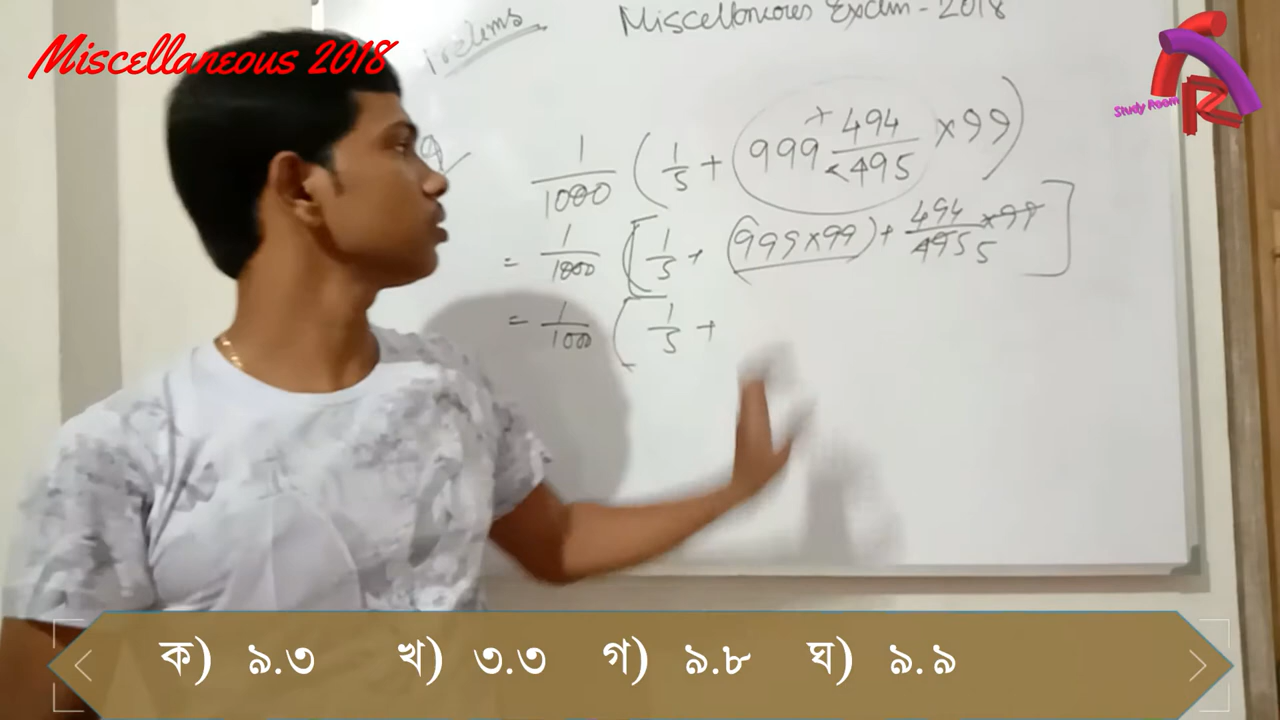 Miscellaneous 2018
Prelims Miscellaneous Exam - 2018
Study Room
R
Q
1/1000 ( 1/5 + 999 + 494/495 × 99 )
= 1/1000 [ 1/5 + (999×99) + 494/495 5 ×99 ]
= 1/1000 ( 1/5 +
ক) ৯.৩ খ) ৩.৩ গ) ৯.৮ ঘ) ৯.৯